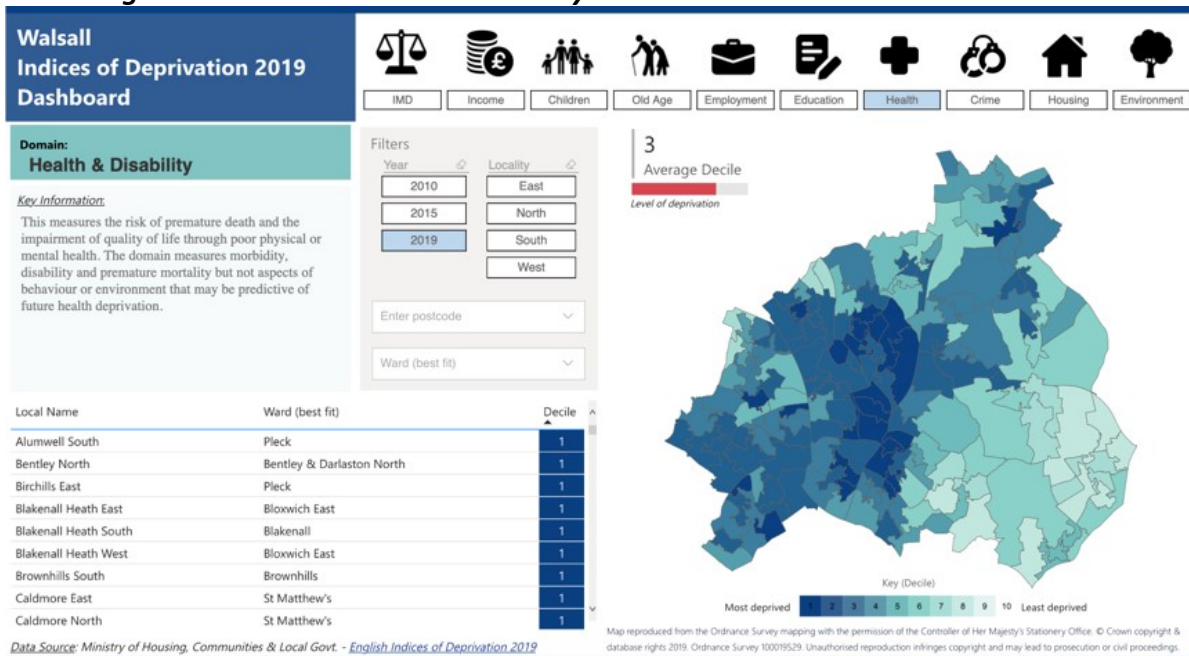 Walsall
Indices of Deprivation 2019
Dashboard
IMD
Income
Children
Old Age
Employment
Education
Health
Crime
Housing
Environment
Domain:
Health & Disability
Key Information:
This measures the risk of premature death and the
impairment of quality of life through poor physical or
mental health. The domain measures morbidity,
disability and premature mortality but not aspects of
behaviour or environment that may be predictive of
future health deprivation.
Filters
Year
Locality
2010
East
2015
North
2019
South
West
Enter postcode
Ward (best fit)
3
Average Decile
Level of deprivation
Local Name Ward (best fit) Decile
Alumwell South Pleck 1
Bentley North Bentley & Darlaston North 1
Birchills East Pleck 1
Blakenall Heath East Bloxwich East 1
Blakenall Heath South Blakenall 1
Blakenall Heath West Bloxwich East 1
Brownhills South Brownhills 1
Caldmore East St Matthew's 1
Caldmore North St Matthew's 1
Data Source: Ministry of Housing, Communities & Local Govt. - English Indices of Deprivation 2019
Key (Decile)
Most deprived 1 2 3 4 5 6 7 8 9 10 Least deprived
Map reproduced from the Ordnance Survey mapping with the permission of the Controller of Her Majesty's Stationery Office. © Crown copyright &
database rights 2019. Ordnance Survey 100019529. Unauthorised reproduction infringes copyright and may lead to prosecution or civil proceedings.